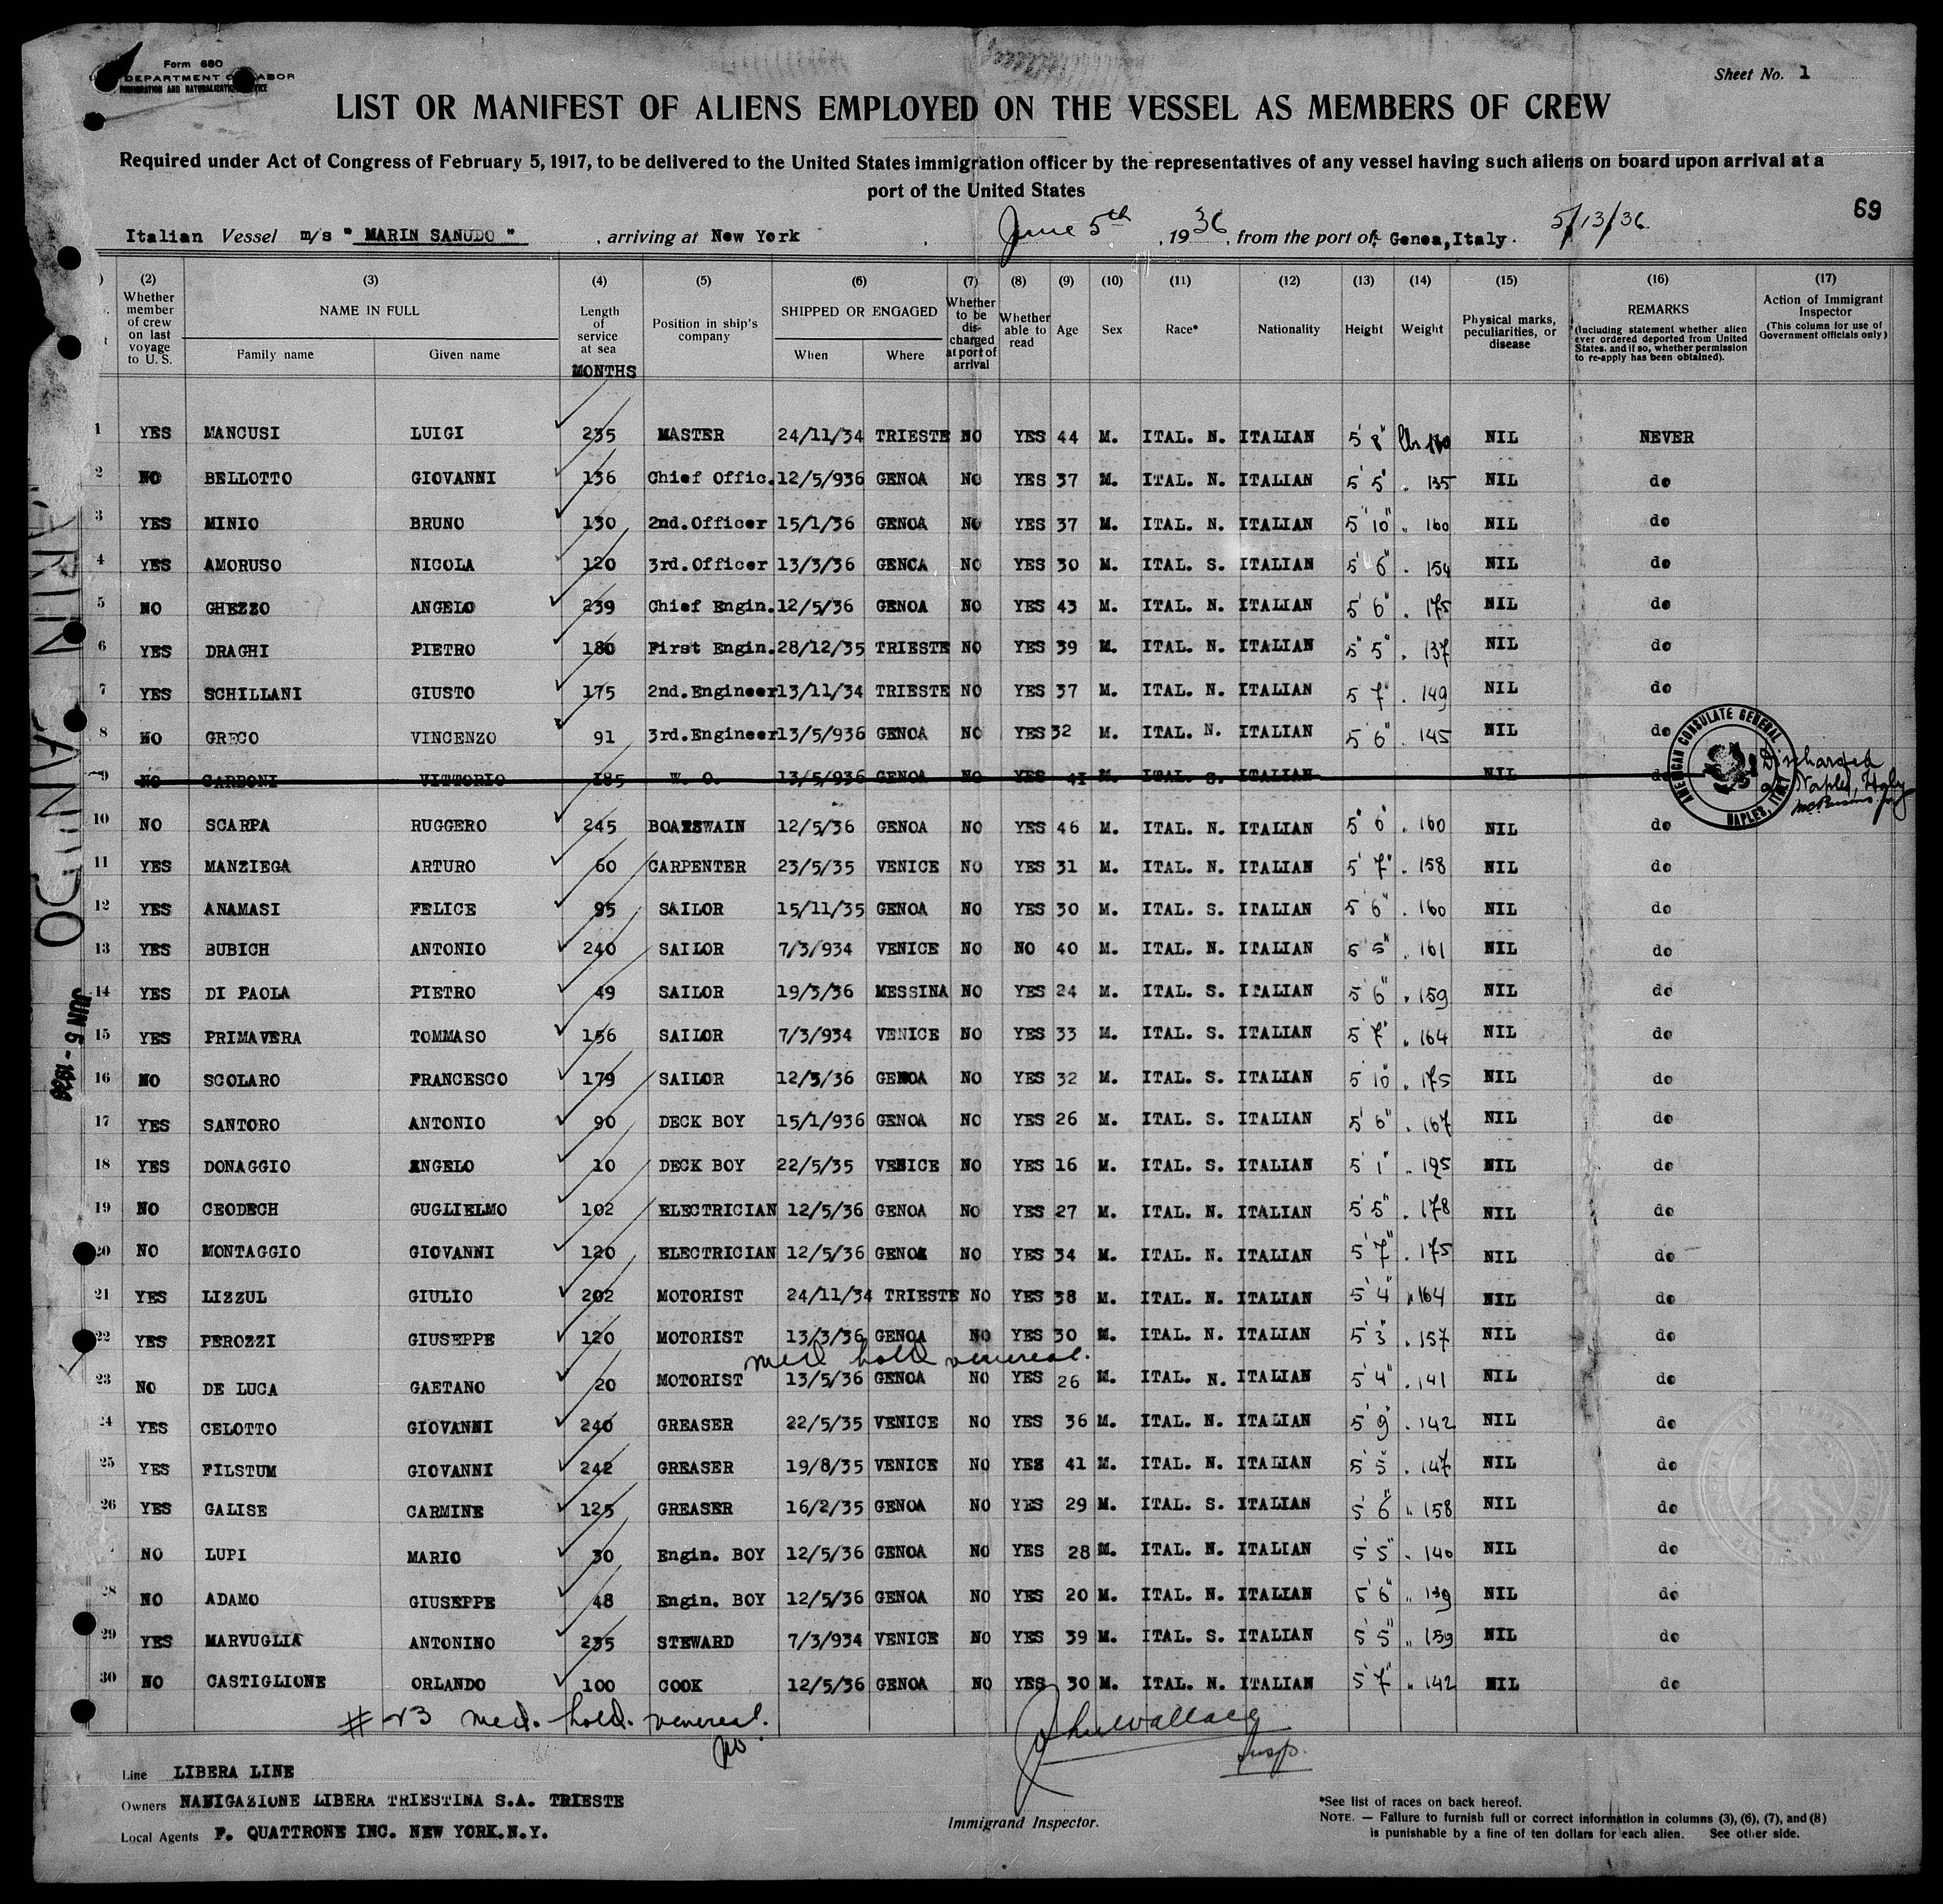 Form 680
DEPARTMENT OF LABOR
IMMIGRATION AND NATURALIZATION SERVICE
Sheet No. 1
LIST OR MANIFEST OF ALIENS EMPLOYED ON THE VESSEL AS MEMBERS OF CREW
Required under Act of Congress of February 5, 1917, to be delivered to the United States immigration officer by the representatives of any vessel having such aliens on board upon arrival at a
port of the United States
69
Italian Vessel m/s " MARIN SANUDO " , arriving at New York , June 5th , 1936 , from the port of Genoa,Italy. 5/13/36.
(2) Whether member of crew on last voyage to U. S.
(3) NAME IN FULL Family name Given name
(4) Length of service at sea MONTHS
(5) Position in ship's company
(6) SHIPPED OR ENGAGED When Where
(7) Whether to be discharged at port of arrival
(8) Whether able to read
(9) Age
(10) Sex
(11) Race*
(12) Nationality
(13) Height
(14) Weight
(15) Physical marks, peculiarities, or disease
(16) REMARKS (Including statement whether alien ever ordered deported from United States, and if so, whether permission to re-apply has been obtained).
(17) Action of Immigrant Inspector (This column for use of Government officials only)
1 YES MANCUSI LUIGI 235 MASTER 24/11/34 TRIESTE NO YES 44 M. ITAL. N. ITALIAN 5' 8" lbs NIL NEVER
2 NO BELLOTTO GIOVANNI 136 Chief Offic. 12/5/936 GENOA NO YES 37 M. ITAL. N. ITALIAN 5' 5" " 135 NIL do
3 YES MINIO BRUNO 130 2nd.Officer 15/1/36 GENOA NO YES 37 M. ITAL. N. ITALIAN 5' 10" " 160 NIL do
4 YES AMORUSO NICOLA 120 3rd.Officer 13/3/36 GENOA NO YES 30 M. ITAL. S. ITALIAN 5' 6" " 154 NIL do
5 NO GHEZZO ANGELO 239 Chief Engin. 12/5/36 GENOA NO YES 43 M. ITAL. N. ITALIAN 5' 6" " 175 NIL do
6 YES DRAGHI PIETRO 180 First Engin. 28/12/35 TRIESTE NO YES 39 M. ITAL. N. ITALIAN 5' 5" " 137 NIL do
7 YES SCHILLANI GIUSTO 175 2nd.Engineer 13/11/34 TRIESTE NO YES 37 M. ITAL. N. ITALIAN 5' 7" " 149 NIL do
8 NO GRECO VINCENZO 91 3rd.Engineer 13/5/936 GENOA NO YES 32 M. ITAL. N. ITALIAN 5' 6" " 145 NIL do
9 NO CARBONI VITTORIO 185 W. O. 13/5/936 GENOA NO YES 41 M. ITAL. S. ITALIAN NIL do Discharged Naples, Italy
AMERICAN CONSULATE GENERAL NAPLES, ITALY
10 NO SCARPA RUGGERO 245 BOATSWAIN 12/5/36 GENOA NO YES 46 M. ITAL. N. ITALIAN 5' 6" " 160 NIL do
11 YES MANZIEGA ARTURO 60 CARPENTER 23/5/35 VENICE NO YES 31 M. ITAL. N. ITALIAN 5' 7" " 158 NIL do
12 YES ANAMASI FELICE 95 SAILOR 15/11/35 GENOA NO YES 30 M. ITAL. S. ITALIAN 5' 6" " 160 NIL do
13 YES BUBICH ANTONIO 240 SAILOR 7/3/934 VENICE NO NO 40 M. ITAL. N. ITALIAN 5' 5" " 161 NIL do
14 YES DI PAOLA PIETRO 49 SAILOR 19/3/36 MESSINA NO YES 24 M. ITAL. S. ITALIAN 5' 6" " 159 NIL do
15 YES PRIMAVERA TOMMASO 156 SAILOR 7/3/934 VENICE NO YES 33 M. ITAL. S. ITALIAN 5' 7" " 164 NIL do
16 NO SCOLARO FRANCESCO 179 SAILOR 12/5/36 GENOA NO YES 32 M. ITAL. S. ITALIAN 5' 10" " 175 NIL do
17 YES SANTORO ANTONIO 90 DECK BOY 15/1/936 GENOA NO YES 26 M. ITAL. S. ITALIAN 5' 6" " 167 NIL do
18 YES DONAGGIO ANGELO 10 DECK BOY 22/5/35 VENICE NO YES 16 M. ITAL. S. ITALIAN 5' 1" " 125 NIL do
19 NO CEODECH GUGLIELMO 102 ELECTRICIAN 12/5/36 GENOA NO YES 27 M. ITAL. N. ITALIAN 5' 5" " 178 NIL do
20 NO MONTAGGIO GIOVANNI 120 ELECTRICIAN 12/5/36 GENOA NO YES 34 M. ITAL. N. ITALIAN 5' 7" " 175 NIL do
21 YES LIZZUL GIULIO 202 MOTORIST 24/11/34 TRIESTE NO YES 38 M. ITAL. N. ITALIAN 5' 4" " 164 NIL do
22 YES PEROZZI GIUSEPPE 120 MOTORIST 13/3/36 GENOA NO YES 30 M. ITAL. N. ITALIAN 5' 3" " 157 NIL do
med hold venereal.
23 NO DE LUCA GAETANO 20 MOTORIST 13/5/36 GENOA NO YES 26 M. ITAL. N. ITALIAN 5' 4" " 141 NIL do
24 YES CELOTTO GIOVANNI 240 GREASER 22/5/35 VENICE NO YES 36 M. ITAL. N. ITALIAN 5' 9" " 142 NIL do
25 YES FILSTUM GIOVANNI 242 GREASER 19/8/35 VENICE NO YES 41 M. ITAL. N. ITALIAN 5' 5" " 147 NIL do
26 YES GALISE CARMINE 125 GREASER 16/2/35 GENOA NO YES 29 M. ITAL. S. ITALIAN 5' 6" " 158 NIL do
NO LUPI MARIO 30 Engin. BOY 12/5/36 GENOA NO YES 28 M. ITAL. N. ITALIAN 5' 5" " 140 NIL do
28 NO ADAMO GIUSEPPE 48 Engin. BOY 12/5/36 GENOA NO YES 20 M. ITAL. N. ITALIAN 5' 6" " 139 NIL do
29 YES MARVUGLIA ANTONINO 235 STEWARD 7/3/934 VENICE NO YES 39 M. ITAL. S. ITALIAN 5' 5" " 159 NIL do
30 NO CASTIGLIONE ORLANDO 100 COOK 12/5/36 GENOA NO YES 30 M. ITAL. N. ITALIAN 5' 7" " 142 NIL do
# 23 med. hold. venereal.
John Wallace
Insp.
MARIN SANUDO
JUN 5 - 1936
Line LIBERA LINE
Owners NAVIGAZIONE LIBERA TRIESTINA S.A. TRIESTE
Local Agents F. QUATTRONE INC. NEW YORK.N.Y.
Immigrand Inspector.
*See list of races on back hereof.
NOTE. — Failure to furnish full or correct information in columns (3), (6), (7), and (8)
is punishable by a fine of ten dollars for each alien. See other side.